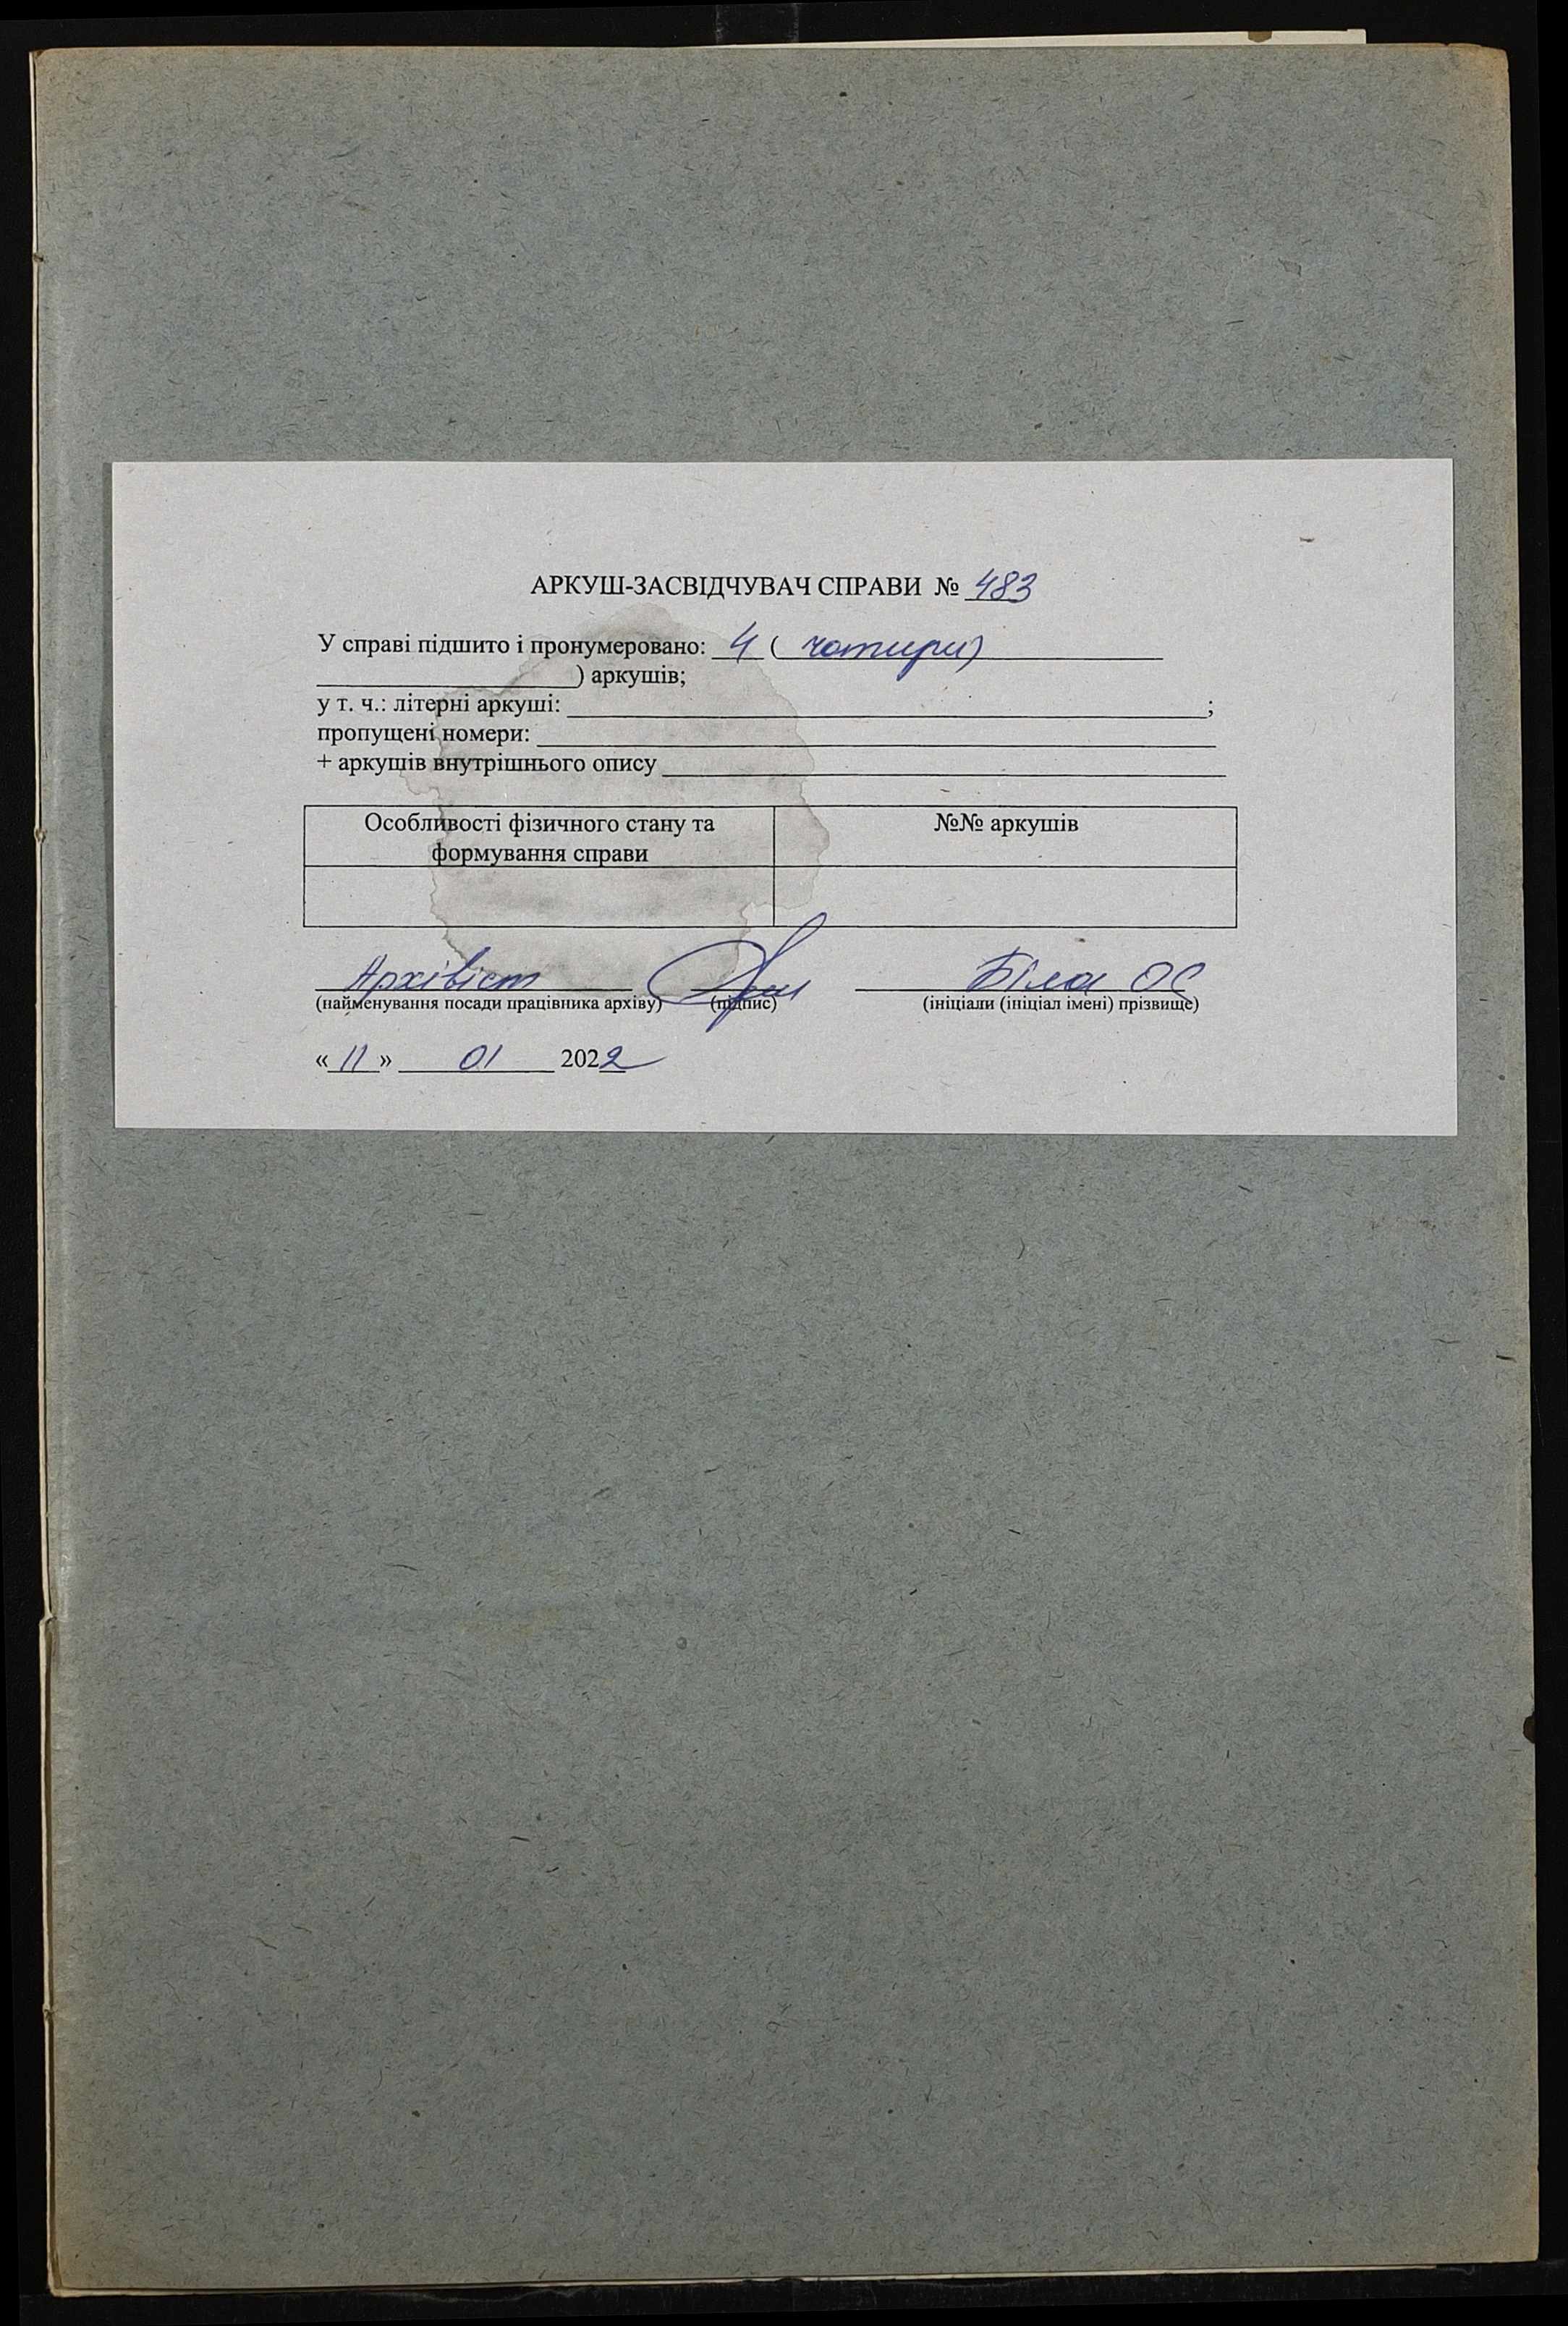 АРКУШ-ЗАСВІДЧУВАЧ СПРАВИ № 483
У справі підшито і пронумеровано: 4 ( чотири)
) аркушів;
у т. ч.: літерні аркуші: ;
пропущені номери:
+ аркушів внутрішнього опису
Особливості фізичного стану та формування справи
№№ аркушів
Архівіст Біла ОС
(найменування посади працівника архіву) (підпис) (ініціали (ініціал імені) прізвище)
« 11 » 01 2022